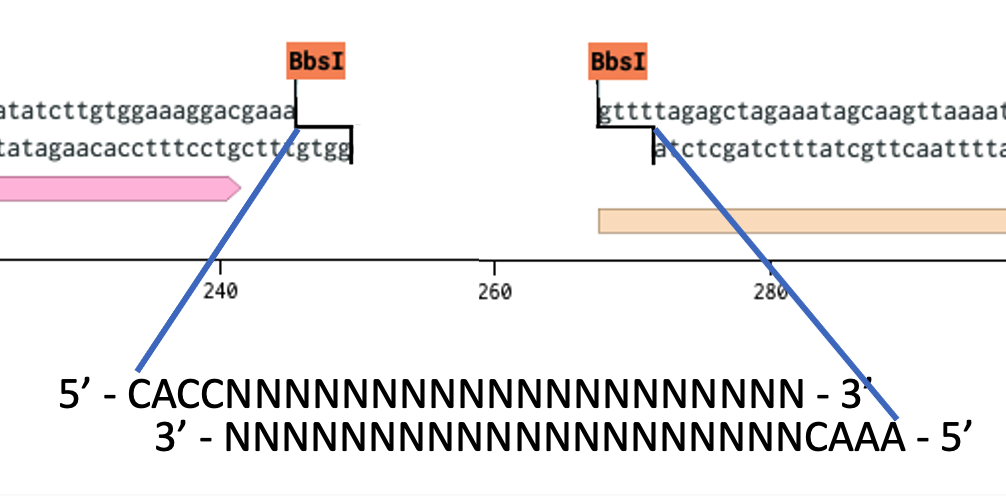 BbsI BbsI
atatcttgtggaaaggacgaaa gttttagagctagaaatagcaagttaaaat
tatagaacacctttcctgctttgtgg atctcgatctttatcgttcaatttta
240 260 280
5’ - CACCNNNNNNNNNNNNNNNNNNNN - 3’
3’ - NNNNNNNNNNNNNNNNNNNNCAAA - 5’